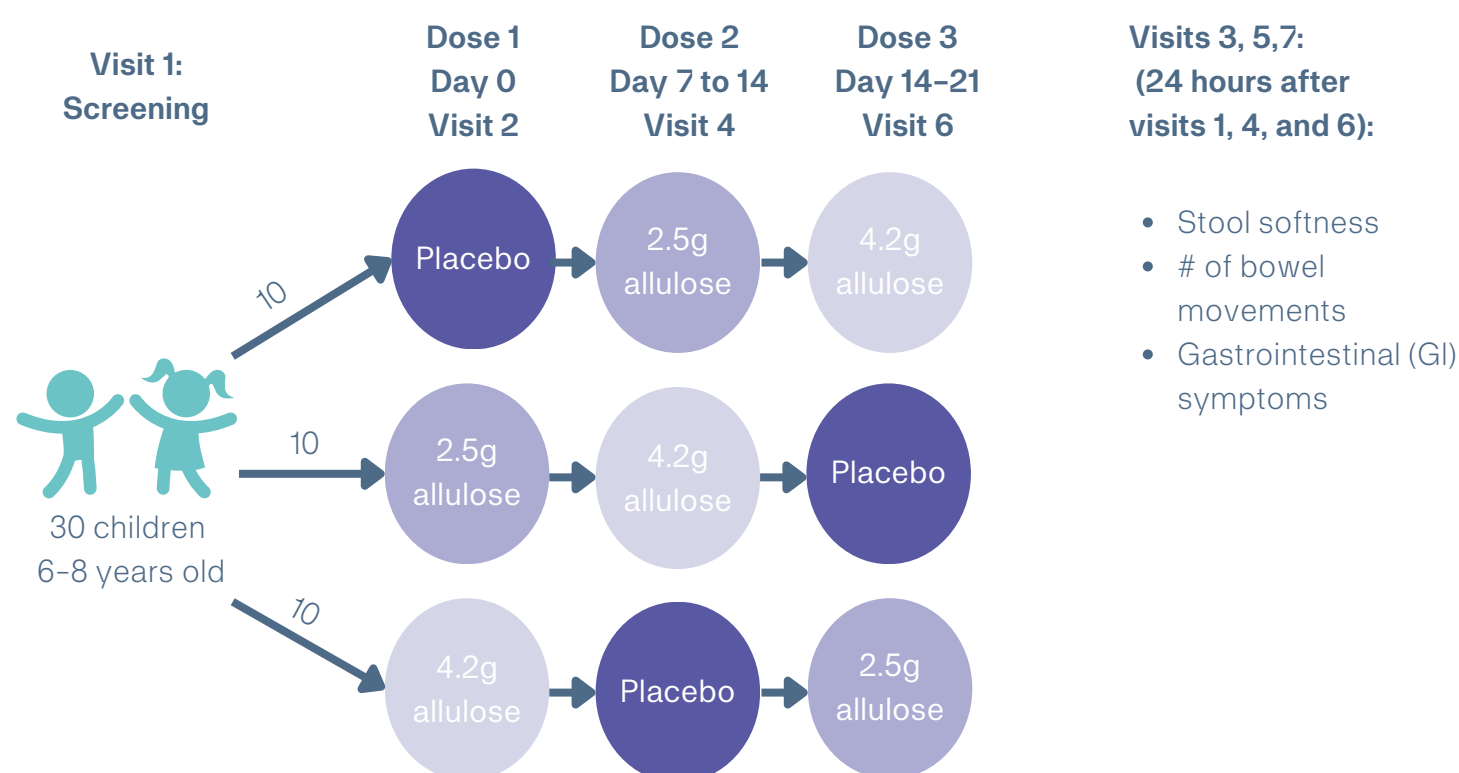 Visit 1:
Screening
Dose 1
Day 0
Visit 2
Dose 2
Day 7 to 14
Visit 4
Dose 3
Day 14–21
Visit 6
Visits 3, 5,7:
(24 hours after
visits 1, 4, and 6):
10
Placebo
2.5g
allulose
4.2g
allulose
10
2.5g
allulose
4.2g
allulose
Placebo
30 children
6–8 years old
10
4.2g
allulose
Placebo
2.5g
allulose
• Stool softness
• # of bowel
movements
• Gastrointestinal (GI)
symptoms